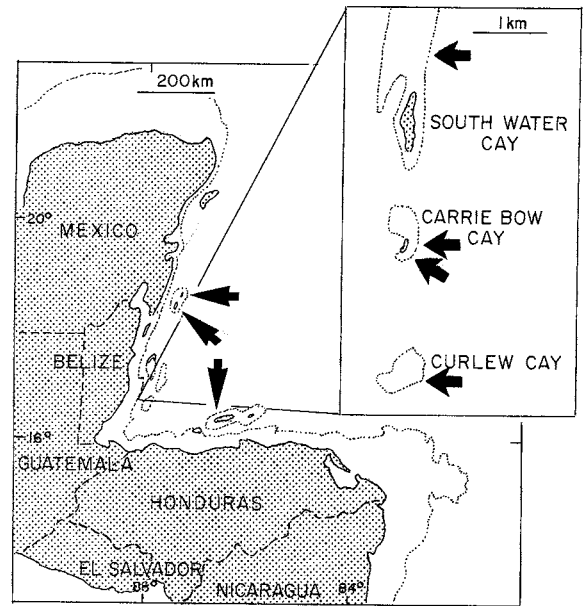 1km
200km
SOUTH WATER
CAY
20°
MEXICO
CARRIE BOW
CAY
BELIZE
CURLEW CAY
16°
GUATEMALA
HONDURAS
EL SALVADOR
88°
NICARAGUA
84°